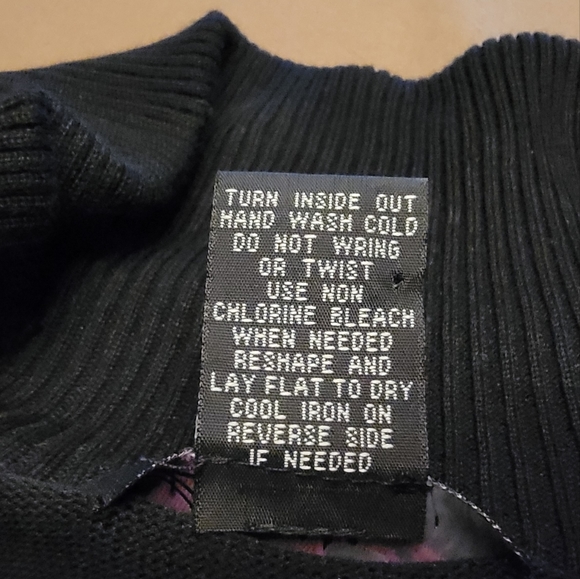 TURN INSIDE OUT
HAND WASH COLD
DO NOT WRING
OR TWIST
USE NON
CHLORINE BLEACH
WHEN NEEDED
RESHAPE AND
LAY FLAT TO DRY
COOL IRON ON
REVERSE SIDE
IF NEEDED